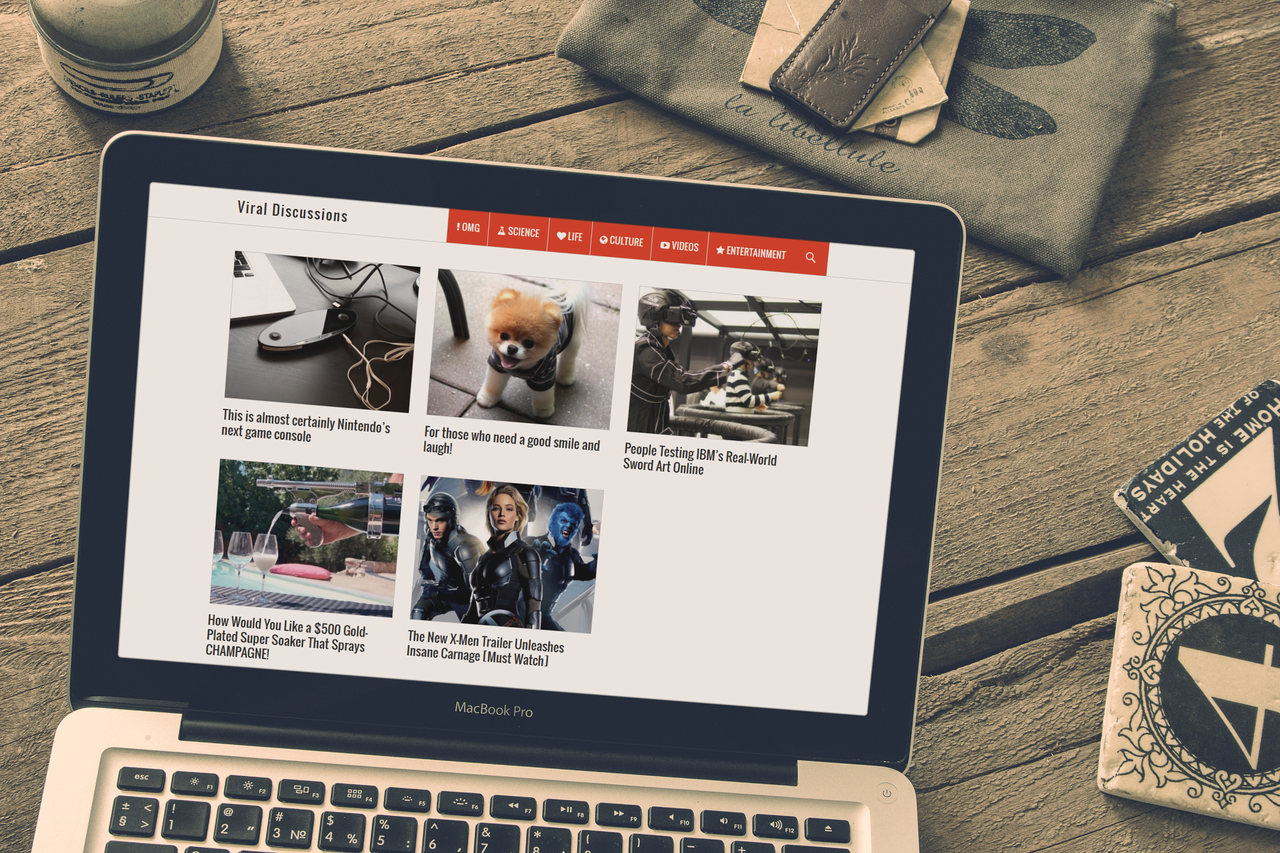 la libellule
Viral Discussions
OMG
SCIENCE
LIFE
CULTURE
VIDEOS
ENTERTAINMENT
This is almost certainly Nintendo's
next game console
For those who need a good smile and
laugh!
People Testing IBM's Real-World
Sword Art Online
How Would You Like a $500 Gold-
Plated Super Soaker That Sprays
CHAMPAGNE!
The New X-Men Trailer Unleashes
Insane Carnage [Must Watch]
HOME IS THE HEART
OF THE HOLIDAYS
MacBook Pro
esc F1 F2 F3 F4 F5 F6 F7 F8 F9 F10 F11 F12
± < § > ! 1 @ 2 " # 3 № $ 4 % % 5 : ^ 6 , & 7 * 8 (